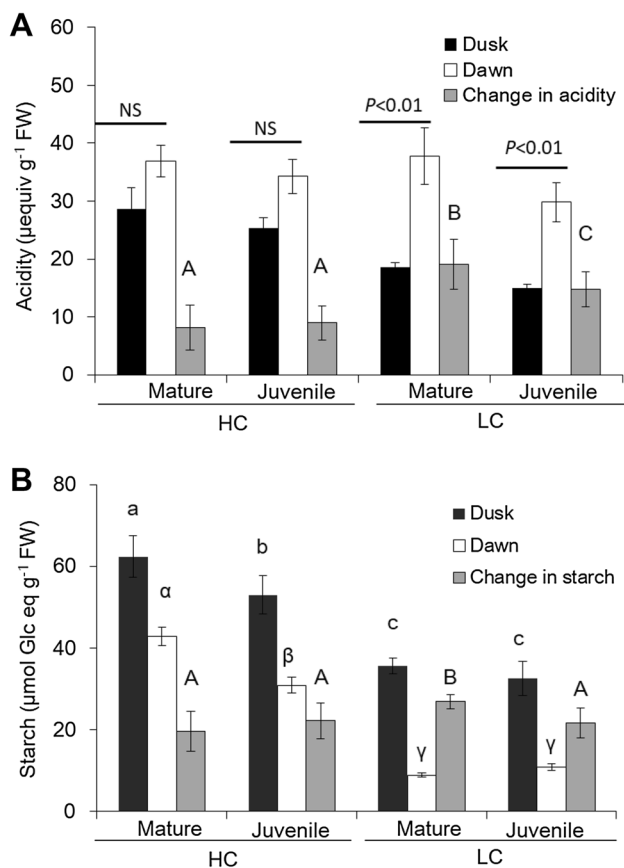 A
60
50
40
30
20
10
0
Acidity (µequiv g⁻¹ FW)
Dusk
Dawn
Change in acidity
NS
NS
P<0.01
P<0.01
A
A
B
C
Mature Juvenile Mature Juvenile
HC LC
B
80
60
40
20
0
Starch (µmol Glc eq g⁻¹ FW)
Dusk
Dawn
Change in starch
a
α
A
b
β
A
c
γ
B
c
γ
A
Mature Juvenile Mature Juvenile
HC LC